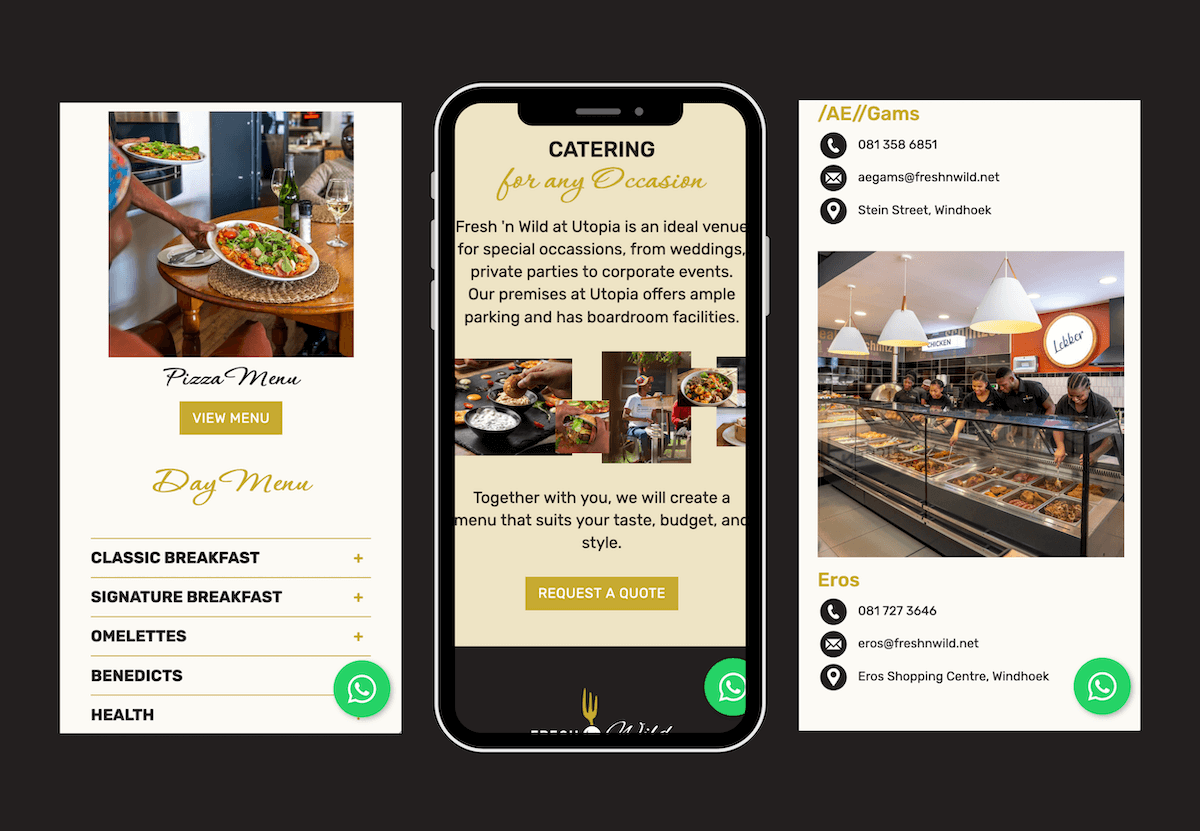 Pizza Menu
VIEW MENU
Day Menu
CLASSIC BREAKFAST +
SIGNATURE BREAKFAST +
OMELETTES +
BENEDICTS
HEALTH
CATERING
for any Occasion
Fresh 'n Wild at Utopia is an ideal venue
for special occassions, from weddings,
private parties to corporate events.
Our premises at Utopia offers ample
parking and has boardroom facilities.
Together with you, we will create a
menu that suits your taste, budget, and
style.
REQUEST A QUOTE
FRESH Wild
/AE//Gams
081 358 6851
aegams@freshnwild.net
Stein Street, Windhoek
CHICKEN
Lekker
Eros
081 727 3646
eros@freshnwild.net
Eros Shopping Centre, Windhoek